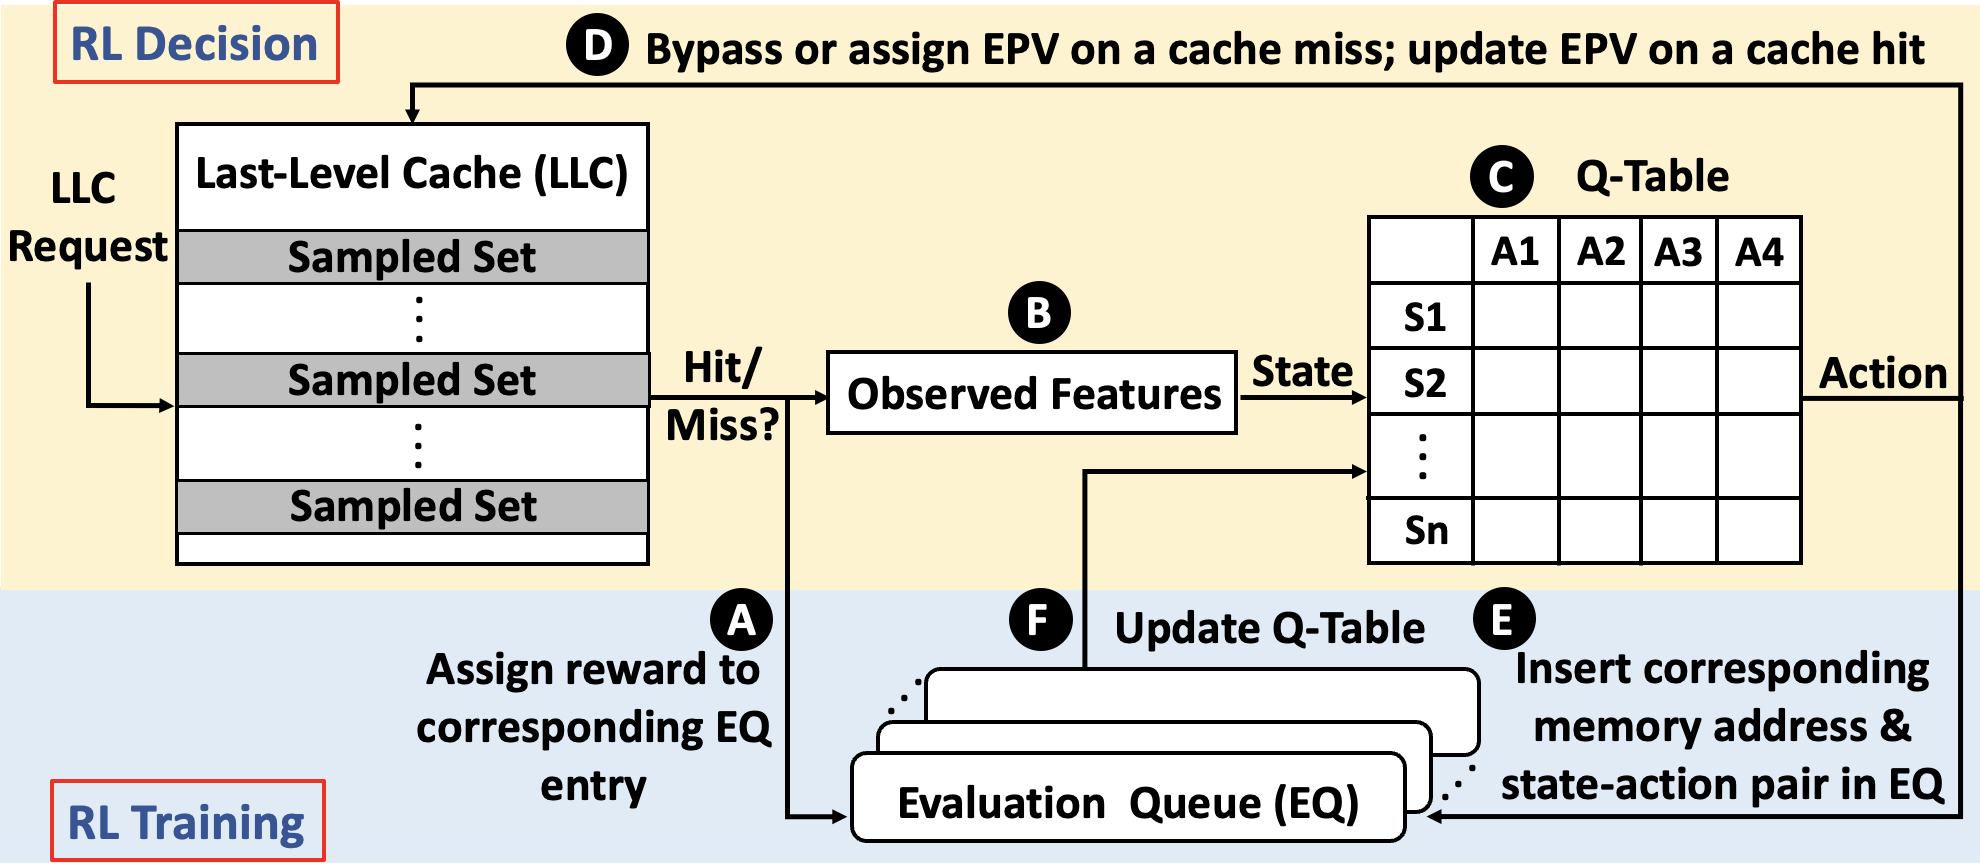 RL Decision
D Bypass or assign EPV on a cache miss; update EPV on a cache hit
LLC
Request
Last-Level Cache (LLC)
Sampled Set
Sampled Set
Sampled Set
Hit/
Miss?
B
Observed Features
State
C Q-Table
A1 A2 A3 A4
S1
S2
Sn
Action
A
Assign reward to
corresponding EQ
entry
F Update Q-Table
E
Insert corresponding
memory address &
state-action pair in EQ
Evaluation Queue (EQ)
RL Training